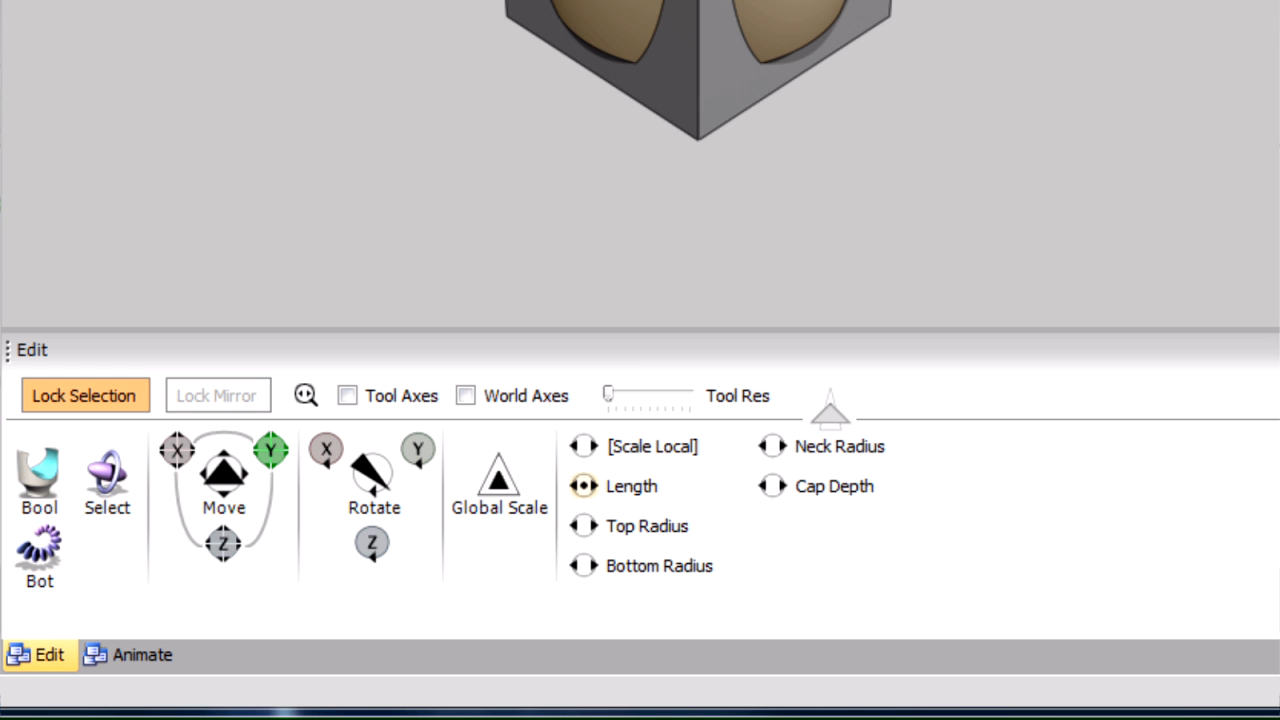 Edit
Lock Selection Lock Mirror Tool Axes World Axes Tool Res
X Y X Y [Scale Local] Neck Radius
Length Cap Depth
Bool Select Move Rotate Global Scale
Top Radius
Z Z
Bottom Radius
Bot
Edit Animate